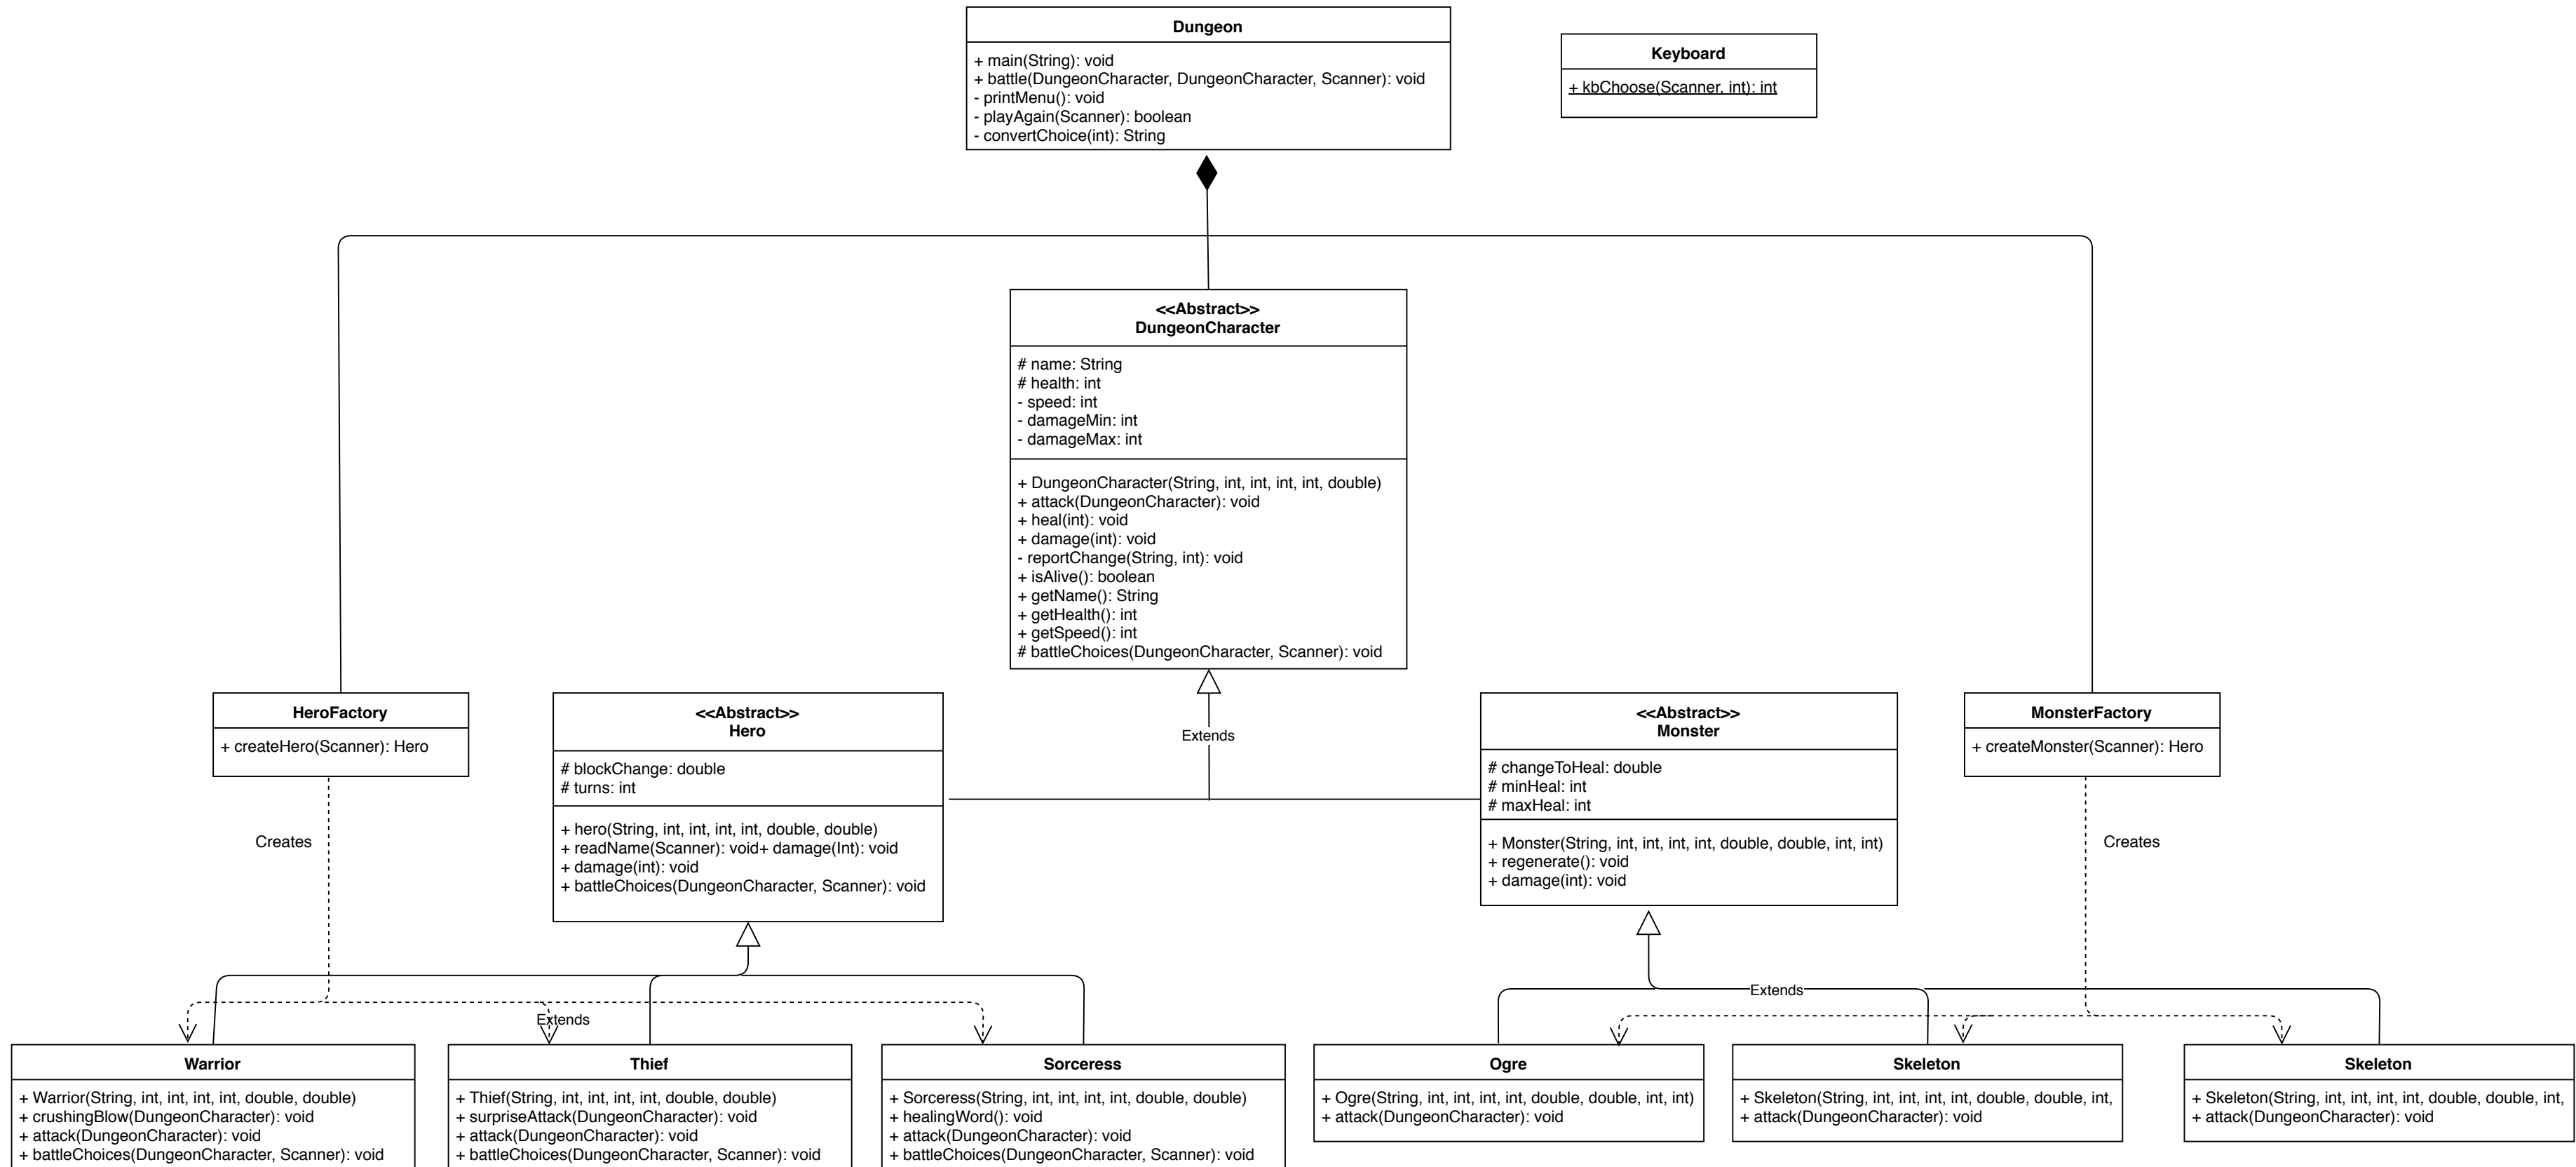 Dungeon
+ main(String): void
+ battle(DungeonCharacter, DungeonCharacter, Scanner): void
- printMenu(): void
- playAgain(Scanner): boolean
- convertChoice(int): String
Keyboard
+ kbChoose(Scanner, int): int
<<Abstract>>
DungeonCharacter
# name: String
# health: int
- speed: int
- damageMin: int
- damageMax: int
+ DungeonCharacter(String, int, int, int, int, double)
+ attack(DungeonCharacter): void
+ heal(int): void
+ damage(int): void
- reportChange(String, int): void
+ isAlive(): boolean
+ getName(): String
+ getHealth(): int
+ getSpeed(): int
# battleChoices(DungeonCharacter, Scanner): void
HeroFactory
+ createHero(Scanner): Hero
<<Abstract>>
Hero
# blockChange: double
# turns: int
+ hero(String, int, int, int, int, double, double)
+ readName(Scanner): void+ damage(Int): void
+ damage(int): void
+ battleChoices(DungeonCharacter, Scanner): void
Extends
<<Abstract>>
Monster
# changeToHeal: double
# minHeal: int
# maxHeal: int
+ Monster(String, int, int, int, int, double, double, int, int)
+ regenerate(): void
+ damage(int): void
MonsterFactory
+ createMonster(Scanner): Hero
Creates
Creates
Extends
Extends
Warrior
+ Warrior(String, int, int, int, int, double, double)
+ crushingBlow(DungeonCharacter): void
+ attack(DungeonCharacter): void
+ battleChoices(DungeonCharacter, Scanner): void
Thief
+ Thief(String, int, int, int, int, double, double)
+ surpriseAttack(DungeonCharacter): void
+ attack(DungeonCharacter): void
+ battleChoices(DungeonCharacter, Scanner): void
Sorceress
+ Sorceress(String, int, int, int, int, double, double)
+ healingWord(): void
+ attack(DungeonCharacter): void
+ battleChoices(DungeonCharacter, Scanner): void
Ogre
+ Ogre(String, int, int, int, int, double, double, int, int)
+ attack(DungeonCharacter): void
Skeleton
+ Skeleton(String, int, int, int, int, double, double, int,
+ attack(DungeonCharacter): void
Skeleton
+ Skeleton(String, int, int, int, int, double, double, int,
+ attack(DungeonCharacter): void